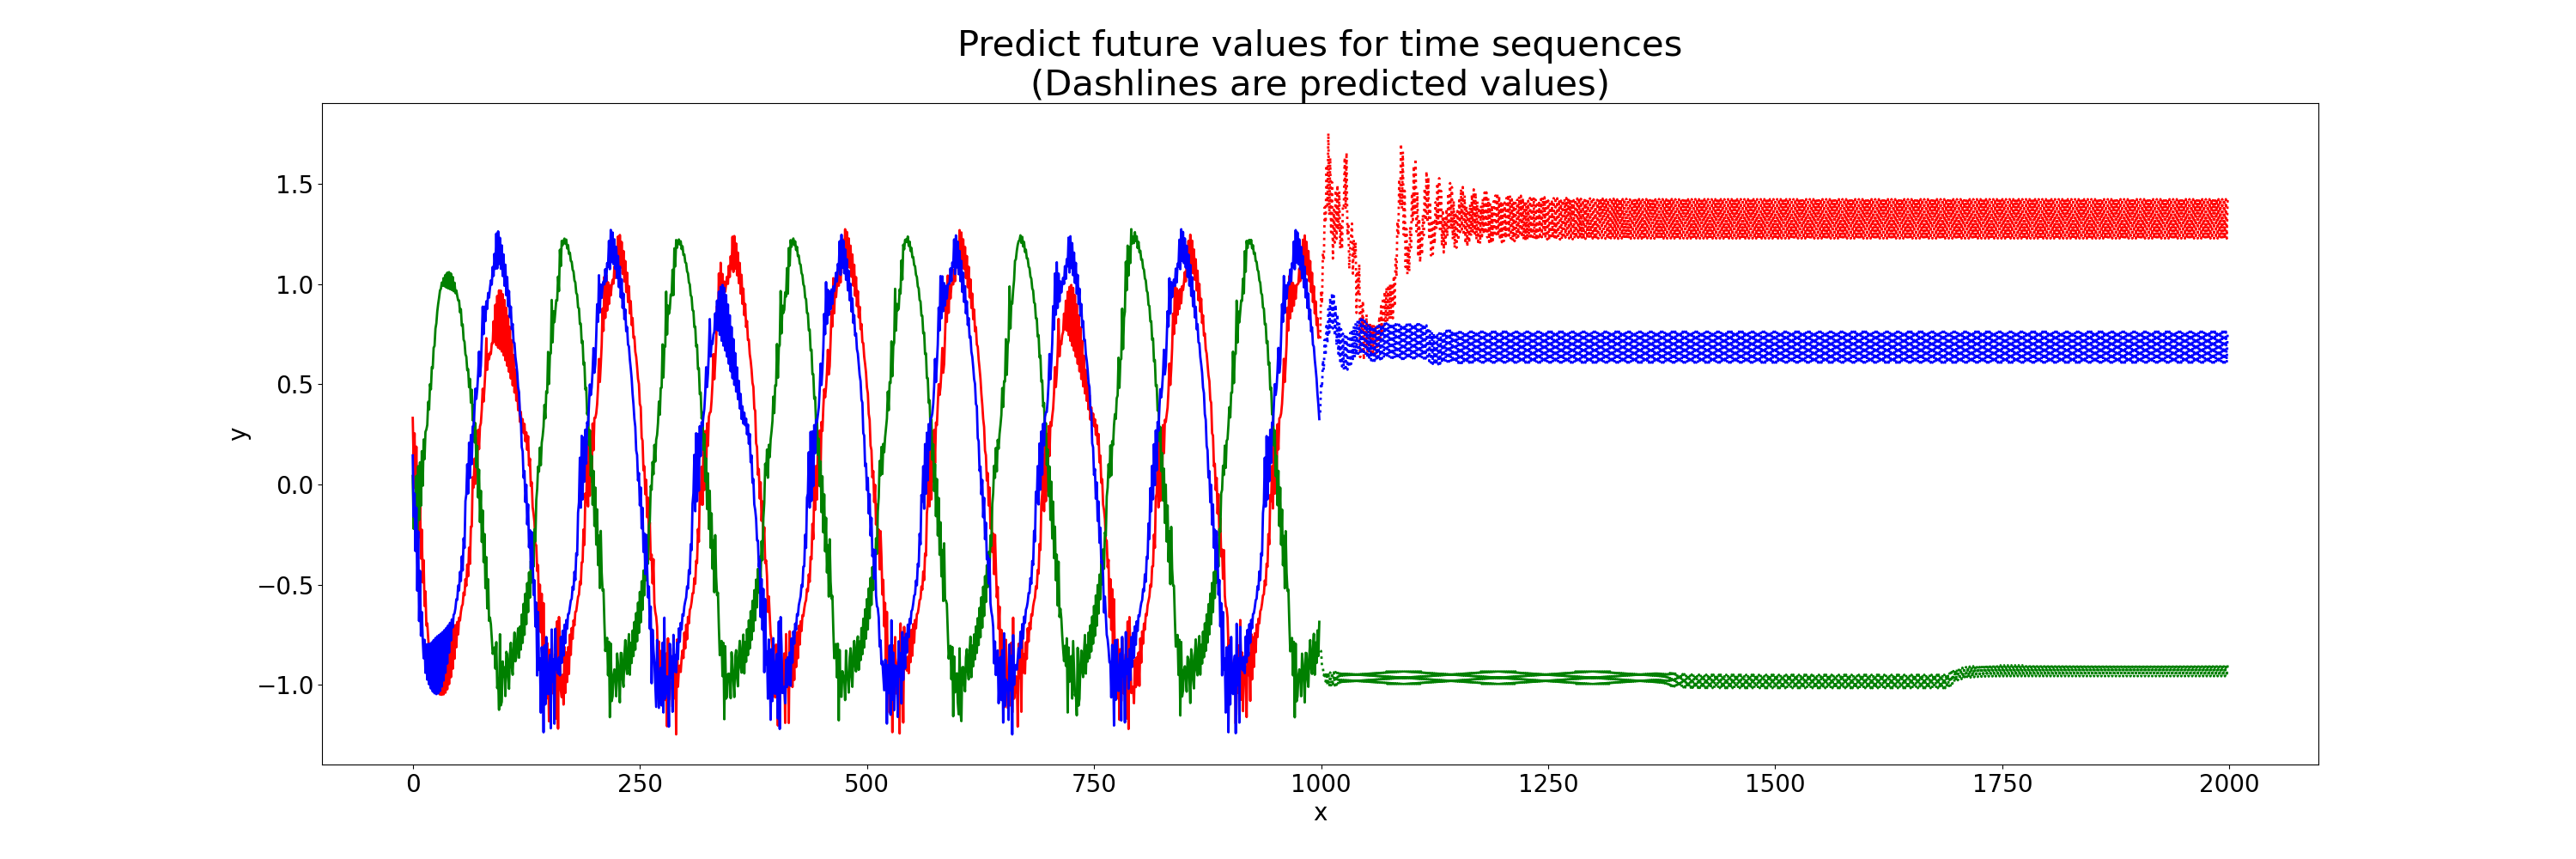 Predict future values for time sequences
(Dashlines are predicted values)
1.5
1.0
0.5
0.0
−0.5
−1.0
y
0 250 500 750 1000 1250 1500 1750 2000
x